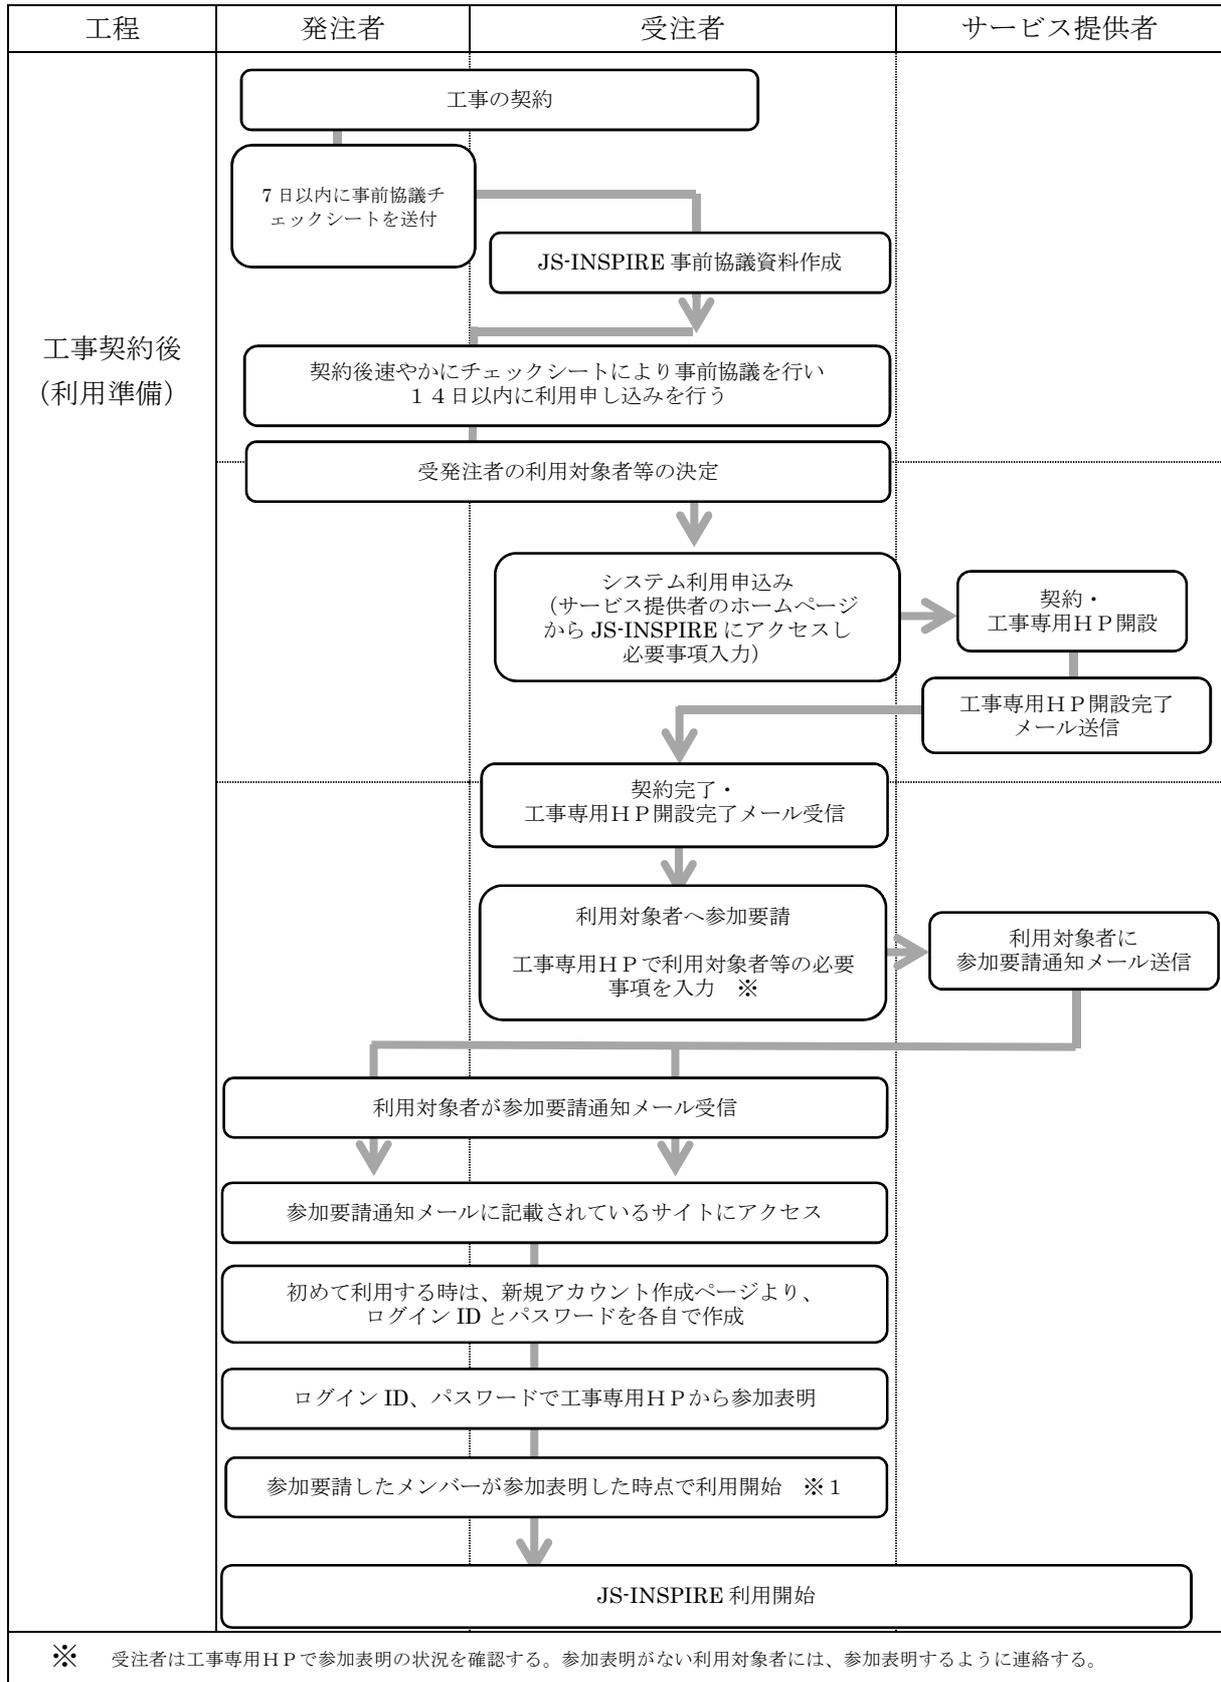 工程
発注者
受注者
サービス提供者
工事の契約
7 日以内に事前協議チ
ェックシートを送付
JS-INSPIRE 事前協議資料作成
工事契約後
（利用準備）
契約後速やかにチェックシートにより事前協議を行い
１４日以内に利用申し込みを行う
受発注者の利用対象者等の決定
システム利用申込み
（サービス提供者のホームページ
から JS-INSPIRE にアクセスし
必要事項入力）
契約・
工事専用ＨＰ開設
工事専用ＨＰ開設完了
メール送信
契約完了・
工事専用ＨＰ開設完了メール受信
利用対象者へ参加要請
工事専用ＨＰで利用対象者等の必要
事項を入力　※
利用対象者に
参加要請通知メール送信
利用対象者が参加要請通知メール受信
参加要請通知メールに記載されているサイトにアクセス
初めて利用する時は、新規アカウント作成ページより、
ログイン ID とパスワードを各自で作成
ログイン ID、パスワードで工事専用ＨＰから参加表明
参加要請したメンバーが参加表明した時点で利用開始　※１
JS-INSPIRE 利用開始
※　受注者は工事専用ＨＰで参加表明の状況を確認する。参加表明がない利用対象者には、参加表明するように連絡する。